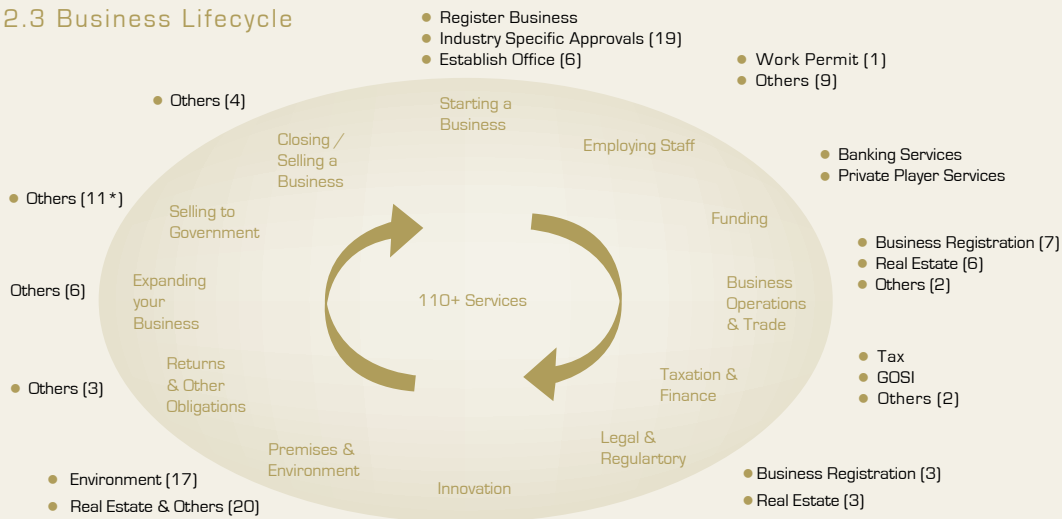 2.3 Business Lifecycle
• Register Business
• Industry Specific Approvals (19)
• Establish Office (6)
• Work Permit (1)
• Others (9)
• Others (4)
Starting a
Business
Closing /
Selling a
Business
Employing Staff
• Banking Services
• Private Player Services
• Others (11*)
Selling to
Government
Funding
• Business Registration (7)
• Real Estate (6)
• Others (2)
Others (6)
Expanding
your
Business
110+ Services
Business
Operations
& Trade
• Tax
• GOSI
• Others (2)
• Others (3)
Returns
& Other
Obligations
Taxation &
Finance
Premises &
Environment
Legal &
Regulartory
Innovation
• Environment (17)
• Real Estate & Others (20)
• Business Registration (3)
• Real Estate (3)